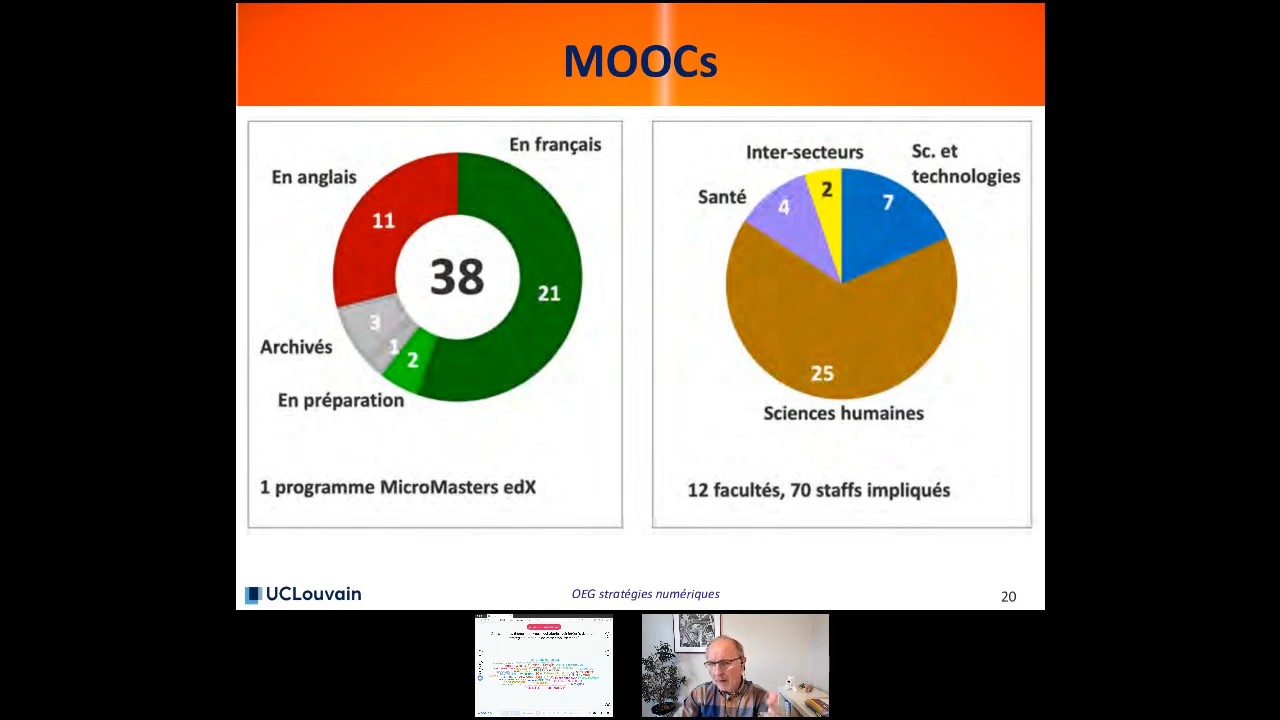 MOOCs
En français
En anglais
11
38
21
3
1
2
Archivés
En préparation
1 programme MicroMasters edX
Inter-secteurs
Sc. et
technologies
Santé
2
4
7
25
Sciences humaines
12 facultés, 70 staffs impliqués
UCLouvain
OEG stratégies numériques
20